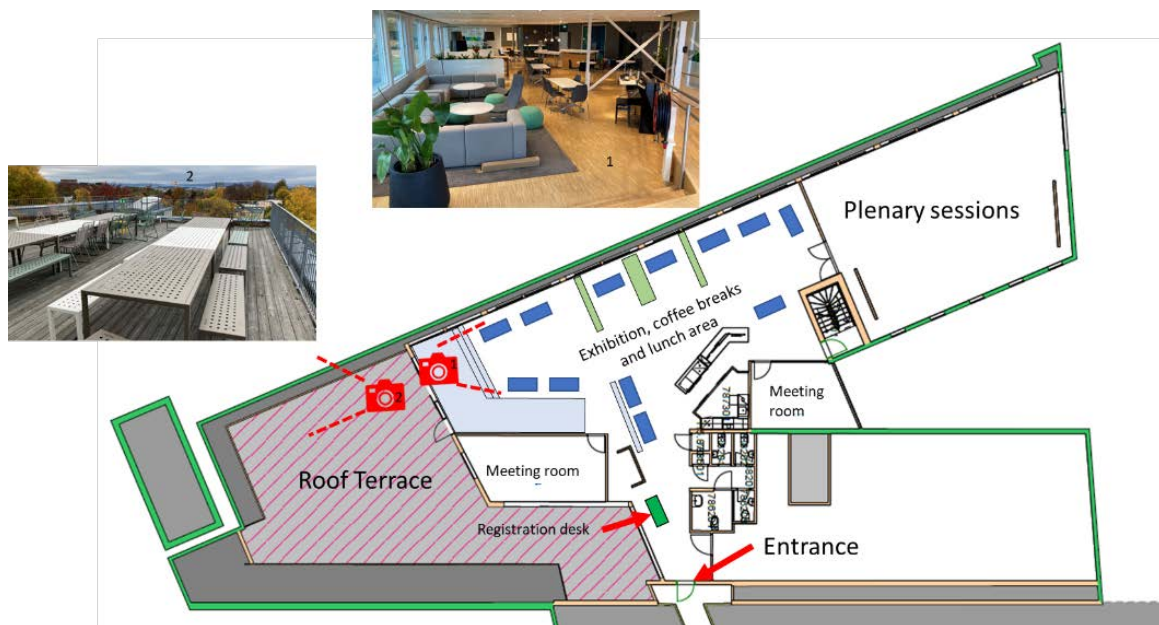 1
2
Plenary sessions
Exhibition, coffee breaks
and lunch area
1
2
Meeting
room
Meeting room
Roof Terrace
Registration desk
Entrance